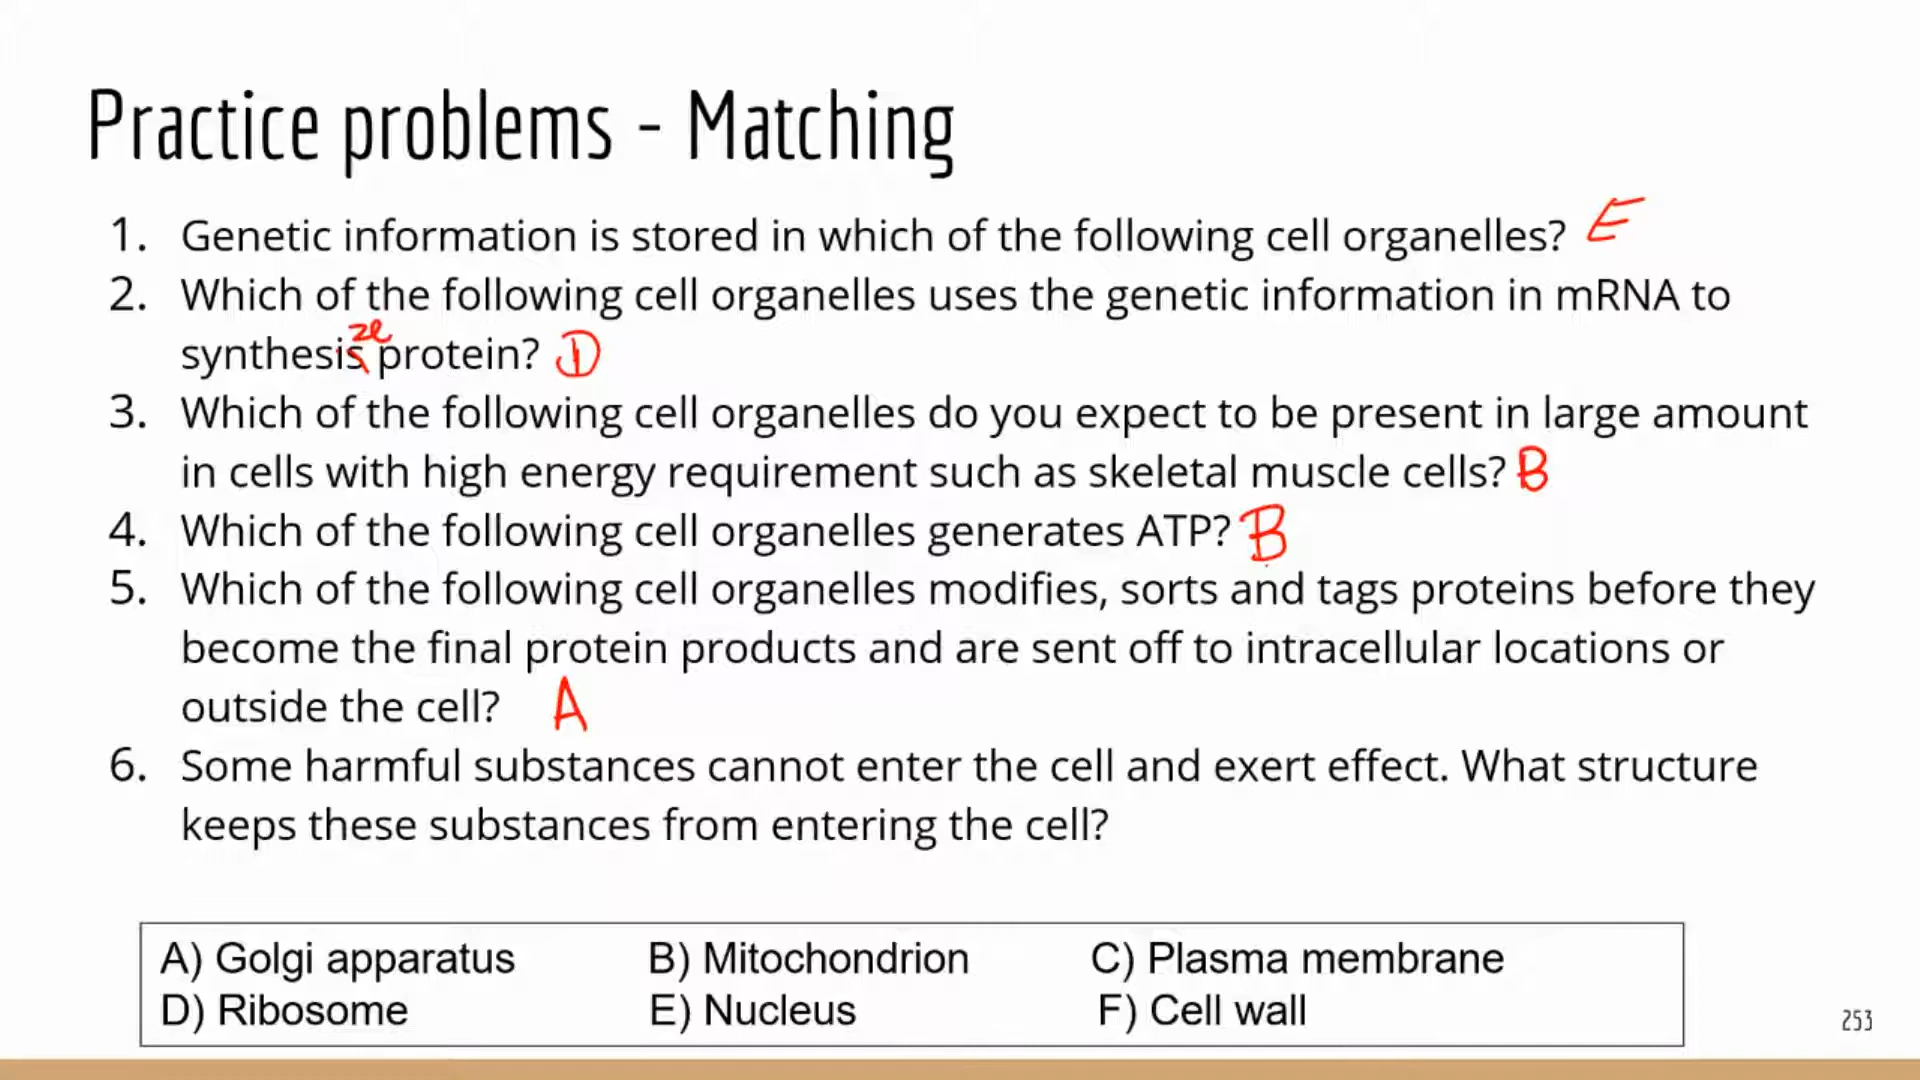 Practice problems - Matching
1. Genetic information is stored in which of the following cell organelles? E
2. Which of the following cell organelles uses the genetic information in mRNA to
ze
synthesis protein? D
3. Which of the following cell organelles do you expect to be present in large amount
in cells with high energy requirement such as skeletal muscle cells? B
4. Which of the following cell organelles generates ATP? B
5. Which of the following cell organelles modifies, sorts and tags proteins before they
become the final protein products and are sent off to intracellular locations or
outside the cell? A
6. Some harmful substances cannot enter the cell and exert effect. What structure
keeps these substances from entering the cell?
A) Golgi apparatus B) Mitochondrion C) Plasma membrane
D) Ribosome E) Nucleus F) Cell wall
253